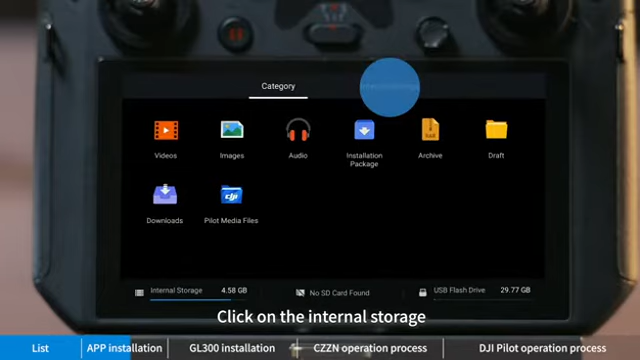 Category
Videos
Images
Audio
Installation
Package
Archive
Draft
Downloads
dji
Pilot Media Files
Internal Storage 4.58 GB
No SD Card Found
USB Flash Drive 29.77 GB
Click on the internal storage
List
APP installation
GL300 installation
CZZN operation process
DJI Pilot operation process